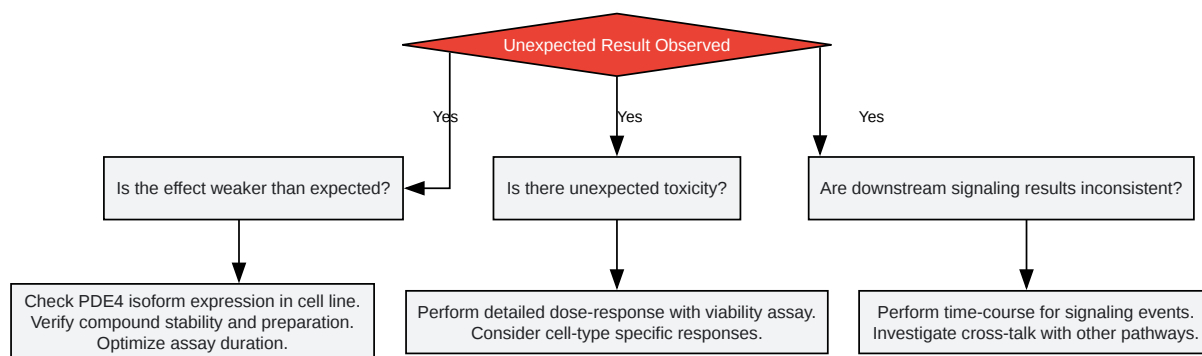 Unexpected Result Observed
Yes
Yes
Yes
Is the effect weaker than expected?
Is there unexpected toxicity?
Are downstream signaling results inconsistent?
Check PDE4 isoform expression in cell line.
Verify compound stability and preparation.
Optimize assay duration.
Perform detailed dose-response with viability assay.
Consider cell-type specific responses.
Perform time-course for signaling events.
Investigate cross-talk with other pathways.